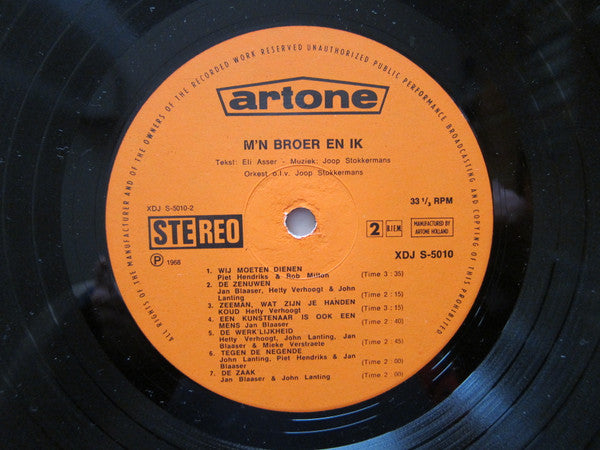 ALL RIGHTS OF THE MANUFACTURER AND OF THE OWNERS OF THE RECORDED WORK RESERVED UNAUTHORIZED PUBLIC PERFORMANCE BROADCASTING AND COPYING OF THIS RECORD PROHIBITED
artone
M'N BROER EN IK
Tekst: Eli Asser - Muziek: Joop Stokkermans
Orkest o.l.v. Joop Stokkermans
XDJ S-5010-2
33 1/3 RPM
STEREO
2
B.I.E.M.
MANUFACTURED BY
ARTONE HOLLAND
P 1968
XDJ S-5010
1. WIJ MOETEN DIENEN
Piet Hendriks & Rob Milton (Time 3:35)
2. DE ZENUWEN
Jan Blaaser, Hetty Verhoogt & John
Lanting (Time 2:15)
3. ZEEMAN, WAT ZIJN JE HANDEN
KOUD Hetty Verhoogt (Time 3:15)
4. EEN KUNSTENAAR IS OOK EEN
MENS Jan Blaaser (Time 2:40)
5. DE WERK'LIJKHEID
Hetty Verhoogt, John Lanting, Jan
Blaaser & Mieke Verstraete (Time 2:45)
6. TEGEN DE NEGENDE
John Lanting, Piet Hendriks & Jan
Blaaser (Time 2:00)
7. DE ZAAK
Jan Blaaser & John Lanting (Time 2:00)